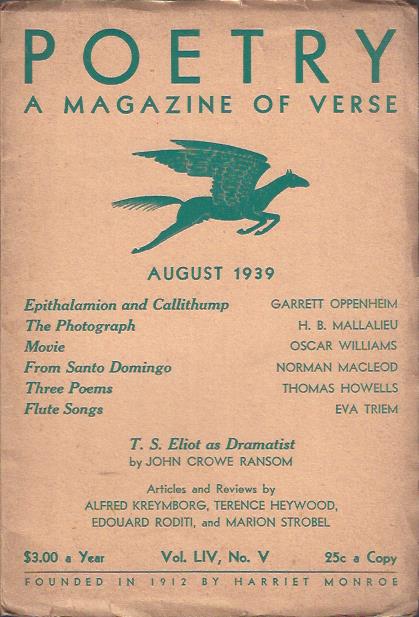 POETRY
A MAGAZINE OF VERSE
AUGUST 1939
Epithalamion and Callithump GARRETT OPPENHEIM
The Photograph H. B. MALLALIEU
Movie OSCAR WILLIAMS
From Santo Domingo NORMAN MACLEOD
Three Poems THOMAS HOWELLS
Flute Songs EVA TRIEM
T. S. Eliot as Dramatist
by JOHN CROWE RANSOM
Articles and Reviews by
ALFRED KREYMBORG, TERENCE HEYWOOD,
EDOUARD RODITI, and MARION STROBEL
$3.00 a Year Vol. LIV, No. V 25c a Copy
FOUNDED IN 1912 BY HARRIET MONROE